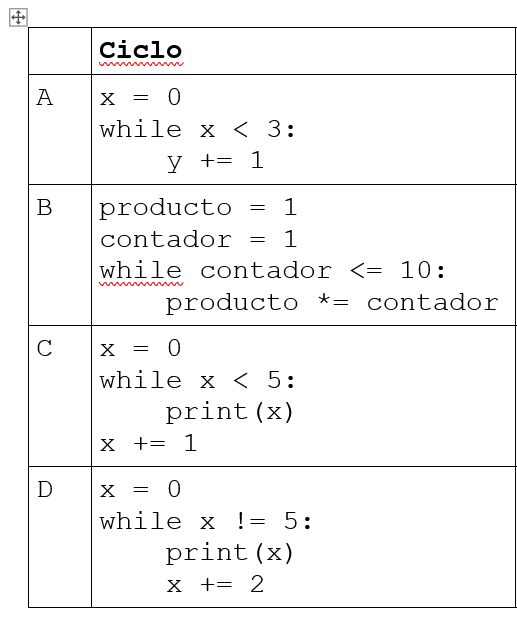 Ciclo
A
x = 0
while x < 3:
    y += 1
B
producto = 1
contador = 1
while contador <= 10:
    producto *= contador
C
x = 0
while x < 5:
    print(x)
x += 1
D
x = 0
while x != 5:
    print(x)
    x += 2